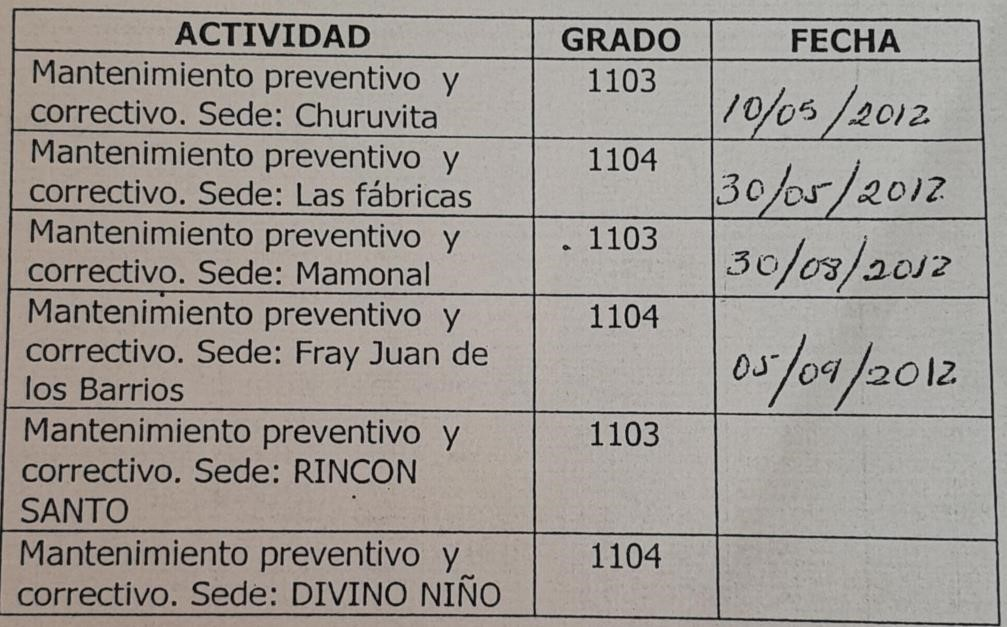 ACTIVIDAD GRADO FECHA
Mantenimiento preventivo y 1103
correctivo. Sede: Churuvita 10/05/2012
Mantenimiento preventivo y 1104
correctivo. Sede: Las fábricas 30/05/2012
Mantenimiento preventivo y 1103
correctivo. Sede: Mamonal 30/08/2012
Mantenimiento preventivo y 1104
correctivo. Sede: Fray Juan de 05/09/2012
los Barrios
Mantenimiento preventivo y 1103
correctivo. Sede: RINCON
SANTO
Mantenimiento preventivo y 1104
correctivo. Sede: DIVINO NIÑO